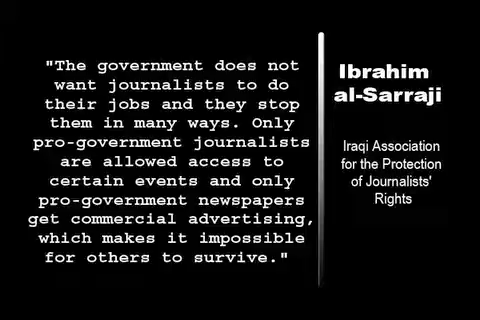 "The government does not
want journalists to do
their jobs and they stop
them in many ways. Only
pro-government journalists
are allowed access to
certain events and only
pro-government newspapers
get commercial advertising,
which makes it impossible
for others to survive."
Ibrahim
al-Sarraji
Iraqi Association
for the Protection
of Journalists'
Rights